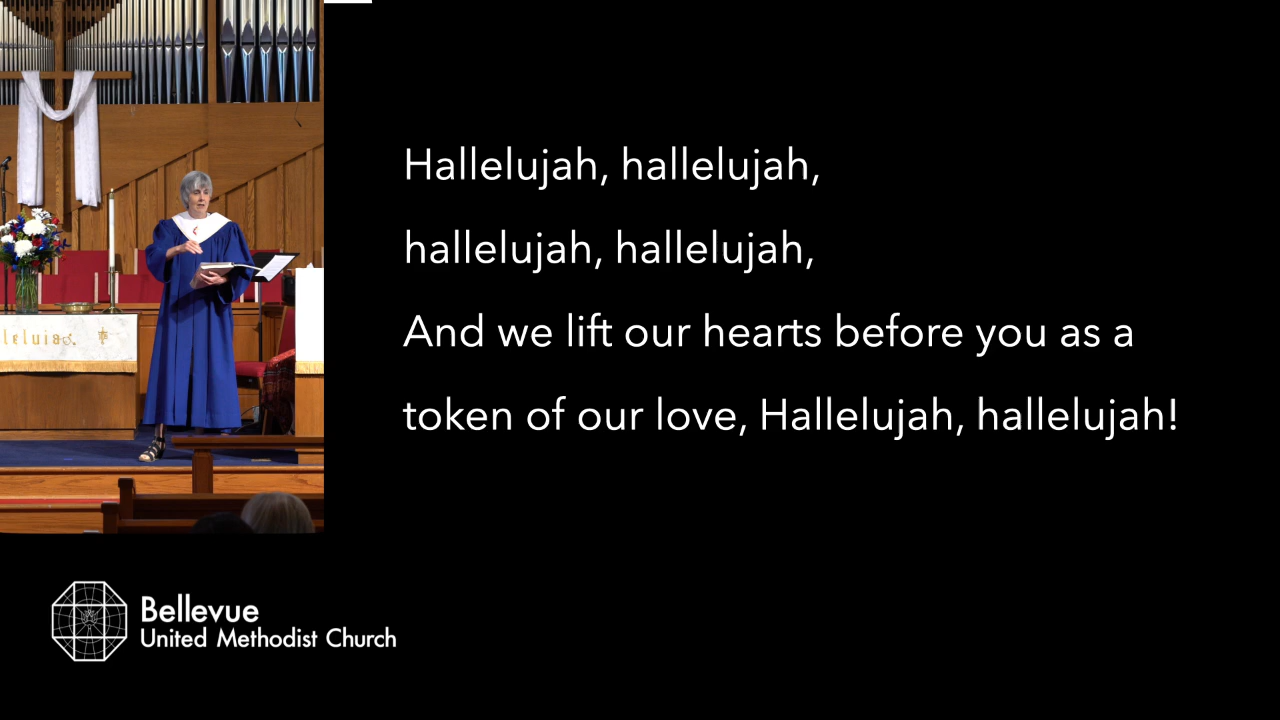 Hallelujah, hallelujah,
hallelujah, hallelujah,
And we lift our hearts before you as a
token of our love, Hallelujah, hallelujah!
Bellevue
United Methodist Church